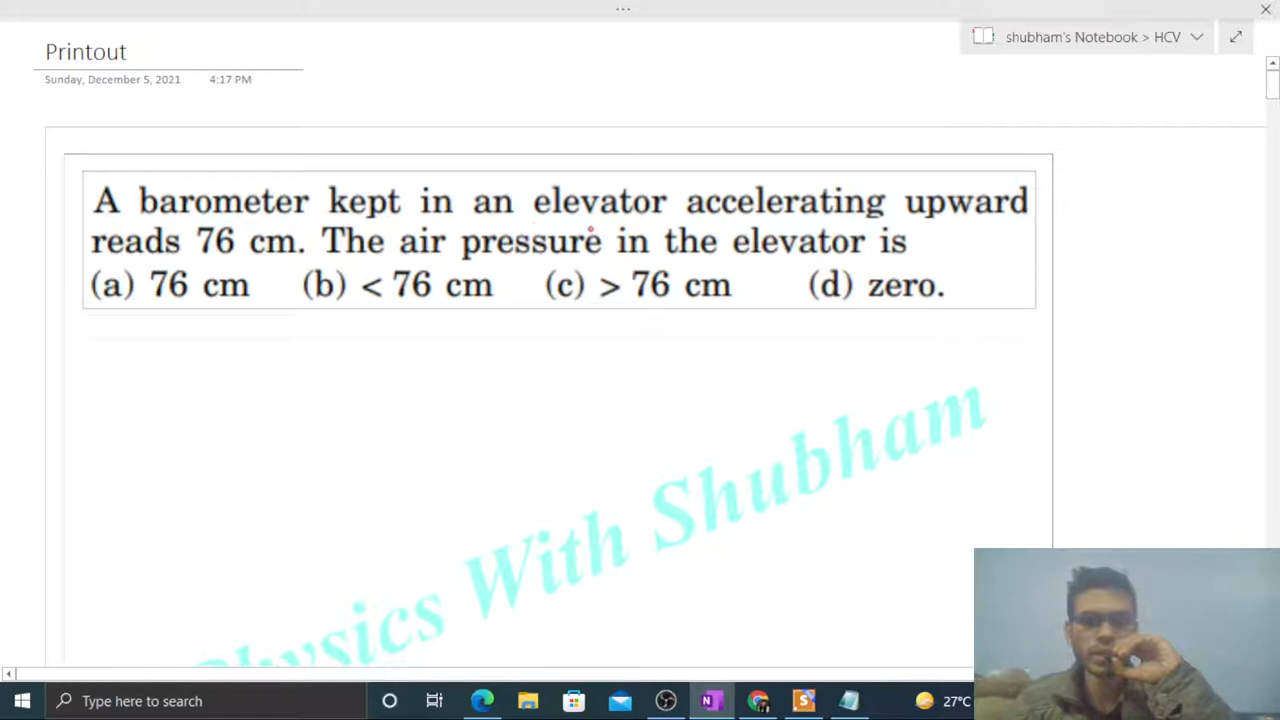 ...
Printout
shubham's Notebook > HCV
Sunday, December 5, 2021 4:17 PM
A barometer kept in an elevator accelerating upward
reads 76 cm. The air pressure in the elevator is
(a) 76 cm (b) < 76 cm (c) > 76 cm (d) zero.
Physics With Shubham
Type here to search
27°C